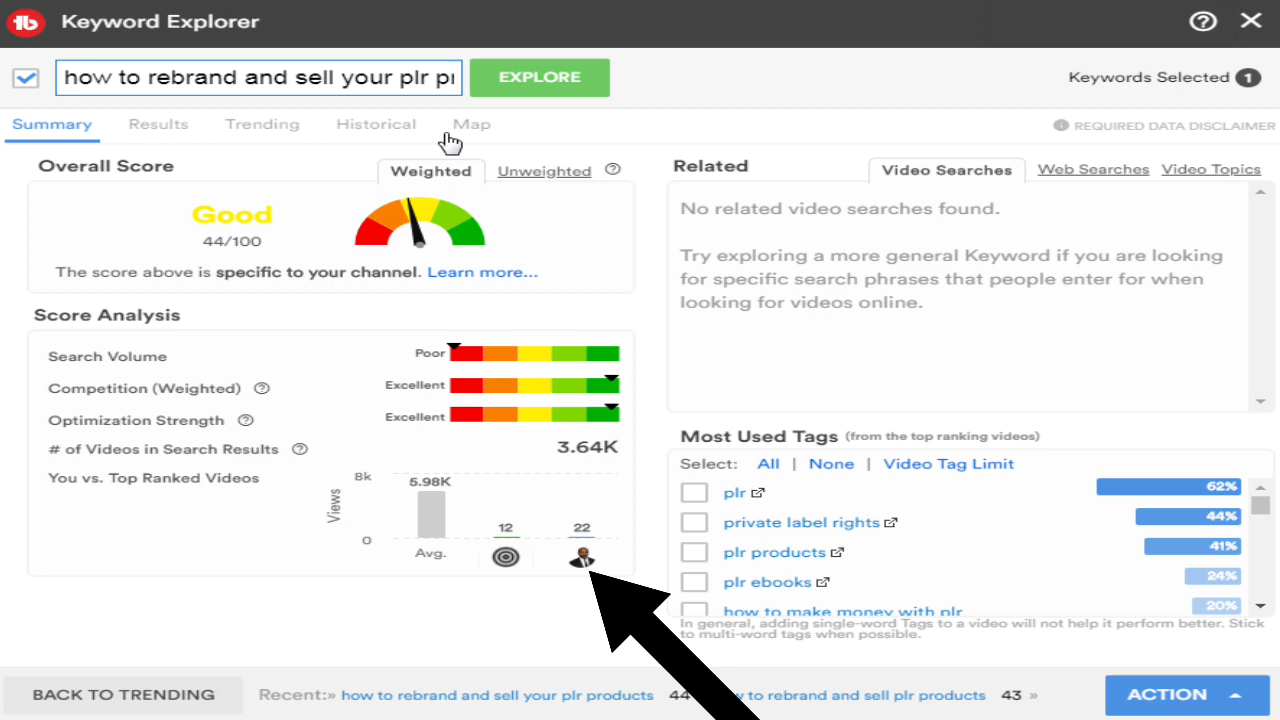 tb Keyword Explorer
how to rebrand and sell your plr
EXPLORE
Keywords Selected 1
Summary Results Trending Historical Map
REQUIRED DATA DISCLAIMER
Overall Score
Weighted Unweighted
Good
44/100
The score above is specific to your channel. Learn more...
Score Analysis
Search Volume Poor
Competition (Weighted) Excellent
Optimization Strength Excellent
# of Videos in Search Results 3.64K
You vs. Top Ranked Videos
Views
8k
0
5.98K 12 22
Avg.
Related
Video Searches Web Searches Video Topics
No related video searches found.
Try exploring a more general Keyword if you are looking
for specific search phrases that people enter for when
looking for videos online.
Most Used Tags (from the top ranking videos)
Select: All | None | Video Tag Limit
plr 62%
private label rights 44%
plr products 41%
plr ebooks 24%
how to make money with plr 20%
In general, adding single-word Tags to a video will not help it perform better. Stick
to multi-word tags when possible.
BACK TO TRENDING
Recent:» how to rebrand and sell your plr products 44 to rebrand and sell plr products 43 »
ACTION